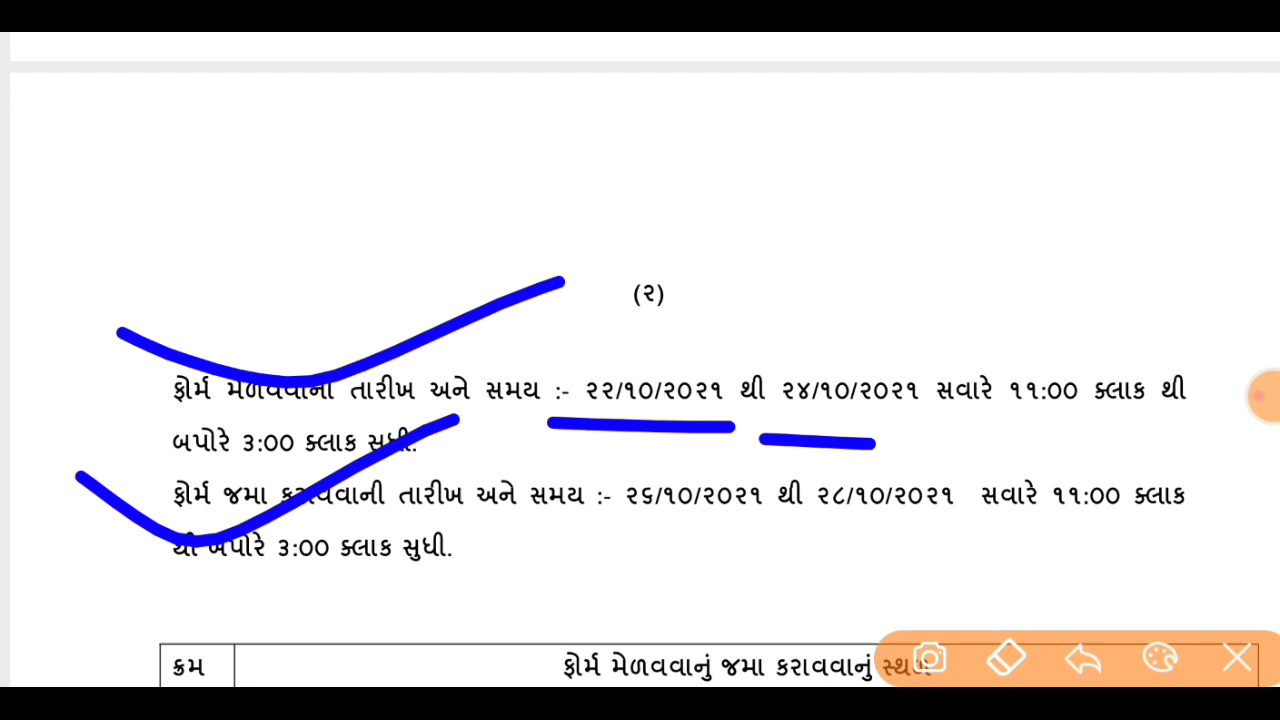 (૨)
ફોર્મ મેળવવાની તારીખ અને સમય :- ૨૨/૧૦/૨૦૨૧ થી ૨૪/૧૦/૨૦૨૧ સવારે ૧૧:૦૦ ક્લાક થી
બપોરે ૩:૦૦ ક્લાક સુધી.
ફોર્મ જમા કરાવવાની તારીખ અને સમય :- ૨૬/૧૦/૨૦૨૧ થી ૨૮/૧૦/૨૦૨૧ સવારે ૧૧:૦૦ ક્લાક
થી બપોરે ૩:૦૦ ક્લાક સુધી.
ક્રમ ફોર્મ મેળવવાનું જમા કરાવવાનું સ્થળ